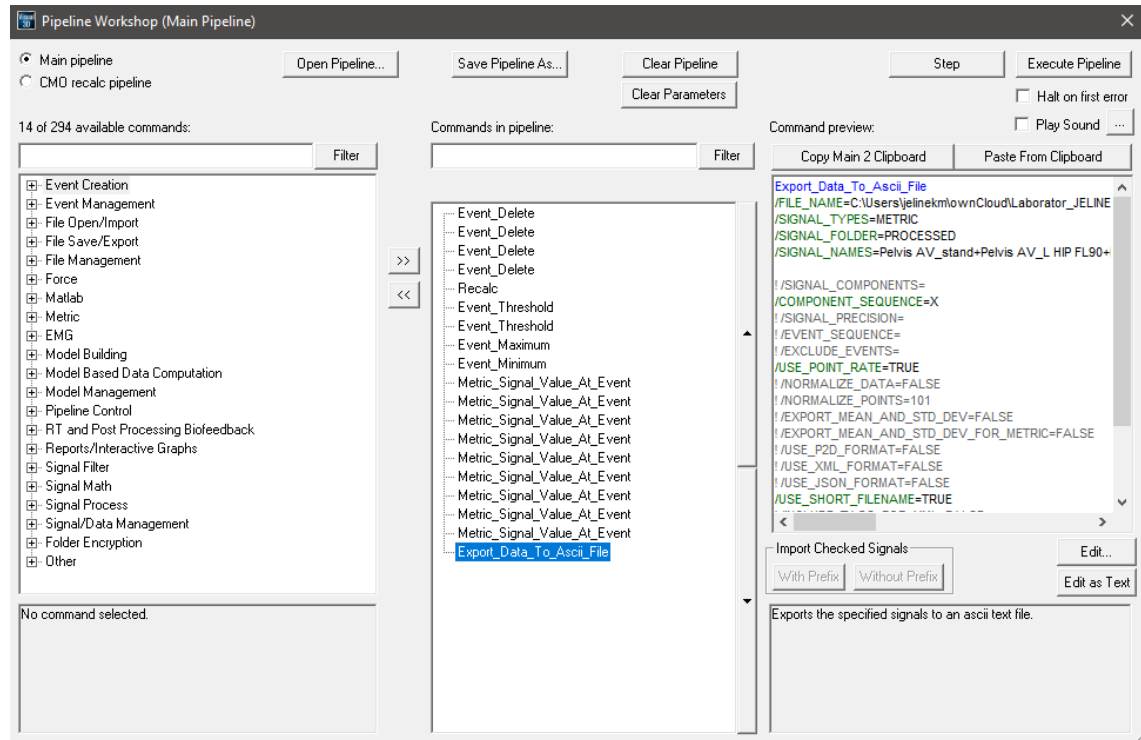 Pipeline Workshop (Main Pipeline)
Main pipeline
CMO recalc pipeline
Open Pipeline...
Save Pipeline As...
Clear Pipeline
Clear Parameters
Step
Execute Pipeline
Halt on first error
Play Sound
...
14 of 294 available commands:
Filter
Event Creation
Event Management
File Open/Import
File Save/Export
File Management
Force
Matlab
Metric
EMG
Model Building
Model Based Data Computation
Model Management
Pipeline Control
RT and Post Processing Biofeedback
Reports/Interactive Graphs
Signal Filter
Signal Math
Signal Process
Signal/Data Management
Folder Encryption
Other
No command selected.
>>
<<
Commands in pipeline:
Filter
Event_Delete
Event_Delete
Event_Delete
Event_Delete
Recalc
Event_Threshold
Event_Threshold
Event_Maximum
Event_Minimum
Metric_Signal_Value_At_Event
Metric_Signal_Value_At_Event
Metric_Signal_Value_At_Event
Metric_Signal_Value_At_Event
Metric_Signal_Value_At_Event
Metric_Signal_Value_At_Event
Metric_Signal_Value_At_Event
Metric_Signal_Value_At_Event
Metric_Signal_Value_At_Event
Export_Data_To_Ascii_File
Command preview:
Copy Main 2 Clipboard
Paste From Clipboard
Export_Data_To_Ascii_File
/FILE_NAME=C:\Users\jelinekm\ownCloud\Laborator_JELINE
/SIGNAL_TYPES=METRIC
/SIGNAL_FOLDER=PROCESSED
/SIGNAL_NAMES=Pelvis AV_stand+Pelvis AV_L HIP FL90+
! /SIGNAL_COMPONENTS=
/COMPONENT_SEQUENCE=X
! /SIGNAL_PRECISION=
! /EVENT_SEQUENCE=
! /EXCLUDE_EVENTS=
/USE_POINT_RATE=TRUE
! /NORMALIZE_DATA=FALSE
! /NORMALIZE_POINTS=101
! /EXPORT_MEAN_AND_STD_DEV=FALSE
! /EXPORT_MEAN_AND_STD_DEV_FOR_METRIC=FALSE
! /USE_P2D_FORMAT=FALSE
! /USE_XML_FORMAT=FALSE
! /USE_JSON_FORMAT=FALSE
/USE_SHORT_FILENAME=TRUE
Import Checked Signals
With Prefix
Without Prefix
Edit...
Edit as Text
Exports the specified signals to an ascii text file.